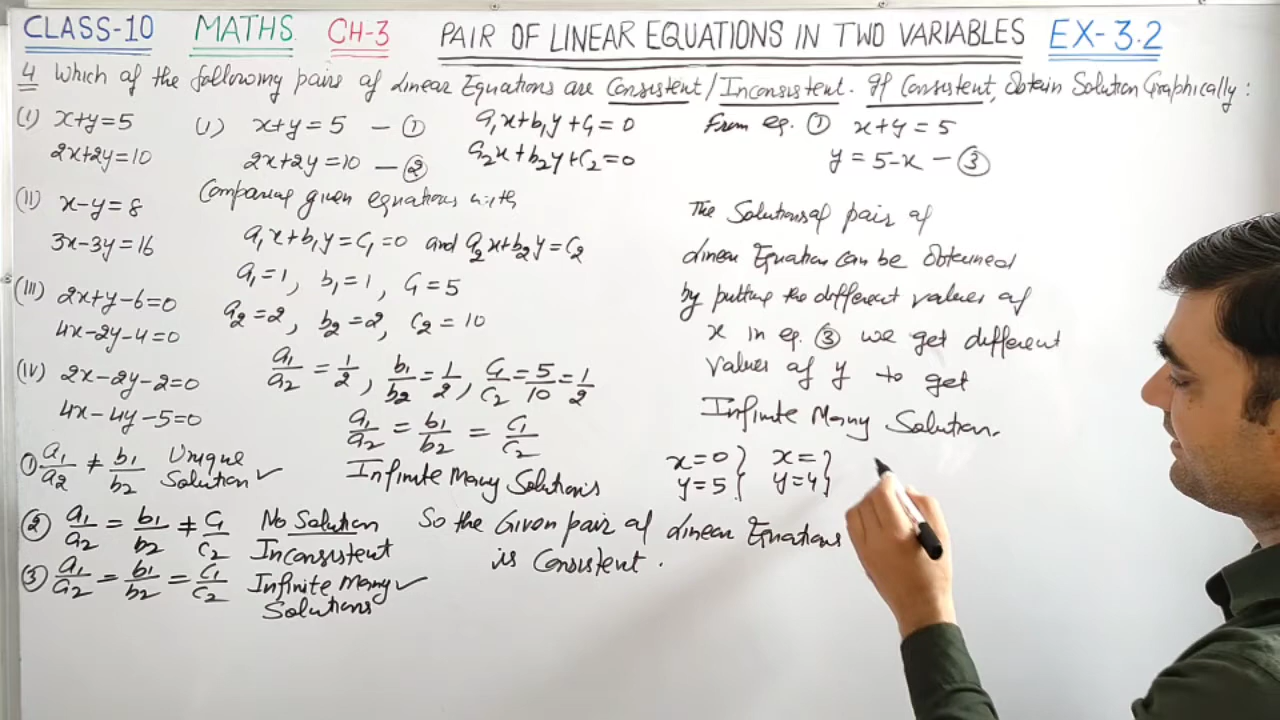 CLASS-10 MATHS CH-3 PAIR OF LINEAR EQUATIONS IN TWO VARIABLES EX-3.2
4 Which of the following pairs of Linear Equations are Consistent/Inconsistent. If Consistent, Obtain Solution Graphically:
(i) x+y=5
2x+2y=10
(ii) x-y=8
3x-3y=16
(iii) 2x+y-6=0
4x-2y-4=0
(iv) 2x-2y-2=0
4x-4y-5=0
① a₁/a₂ ≠ b₁/b₂ Unique Solution ✓
② a₁/a₂ = b₁/b₂ ≠ c₁/c₂ No Solution Inconsistent
③ a₁/a₂ = b₁/b₂ = c₁/c₂ Infinite Many Solutions ✓
(i) x+y=5 — ①
2x+2y=10 — ②
a₁x+b₁y+c₁=0
a₂x+b₂y+c₂=0
Comparing given equations with
a₁x+b₁y=c₁=0 and a₂x+b₂y=c₂
a₁=1, b₁=1, c₁=5
a₂=2, b₂=2, c₂=10
a₁/a₂=1/2, b₁/b₂=1/2, c₁/c₂=5/10=1/2
a₁/a₂ = b₁/b₂ = c₁/c₂
Infinite Many Solutions
So the Given pair of Linear Equations
is Consistent.
From eq. ① x+y=5
y=5-x — ③
The Solutions of pair of
Linear Equation Can be Obtained
by putting the different values of
x in eq. ③ we get different
Values of y to get
Infinite Many Solution.
x=0} x= }
y=5} y=4}